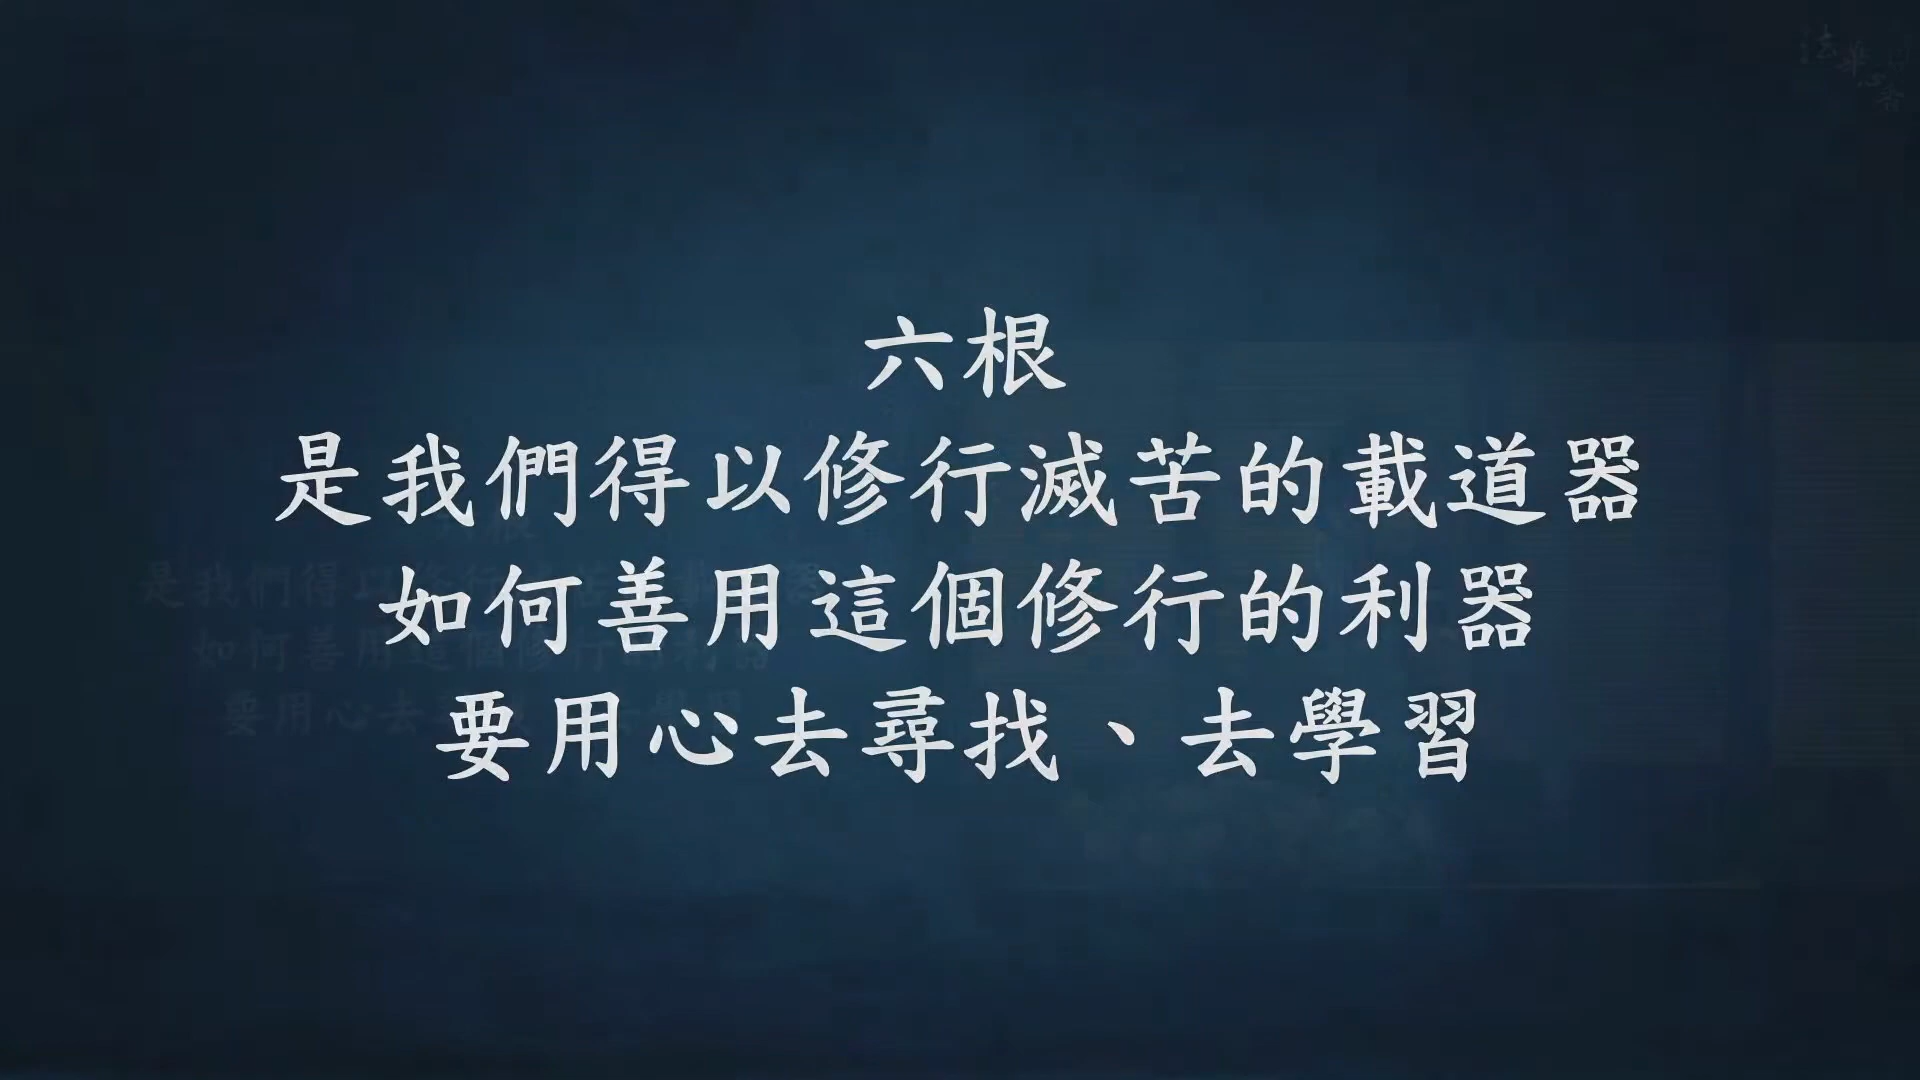 六根
是我們得以修行滅苦的載道器
如何善用這個修行的利器
要用心去尋找、去學習